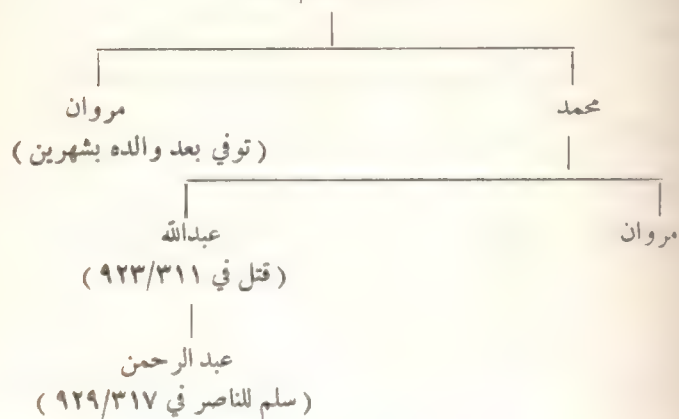 محمد
مروان
( توفي بعد والده بشهرين )
مروان
عبدالله
( قتل في ٩٢٣/٣١١ )
عبد الرحمن
( سلم للناصر في ٩٢٩/٣١٧ )